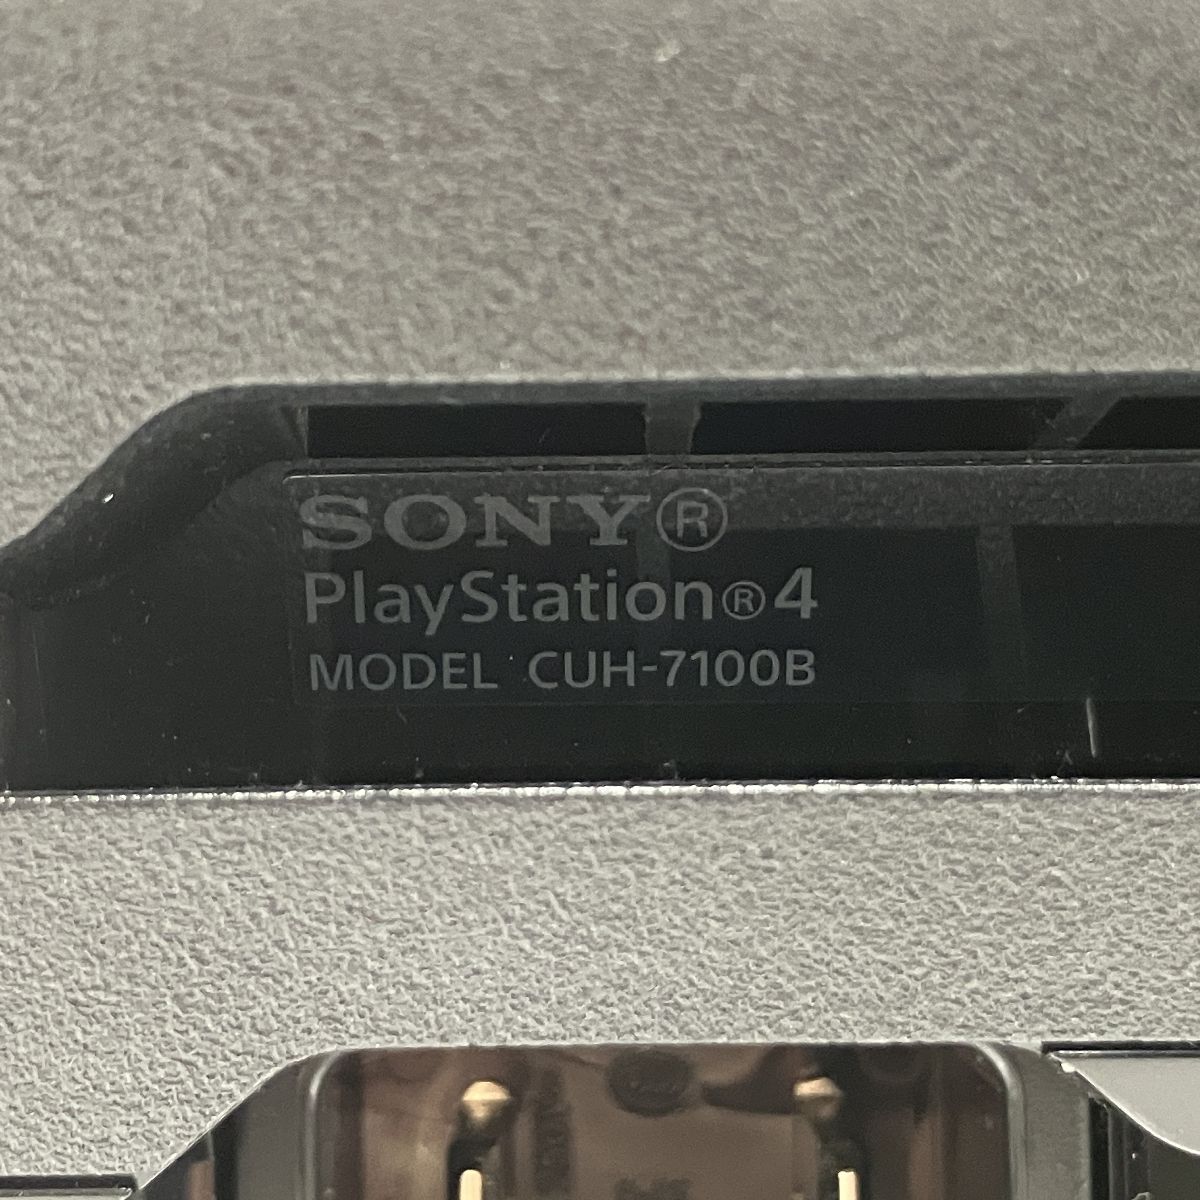 SONY®
PlayStation®4
MODEL CUH-7100B